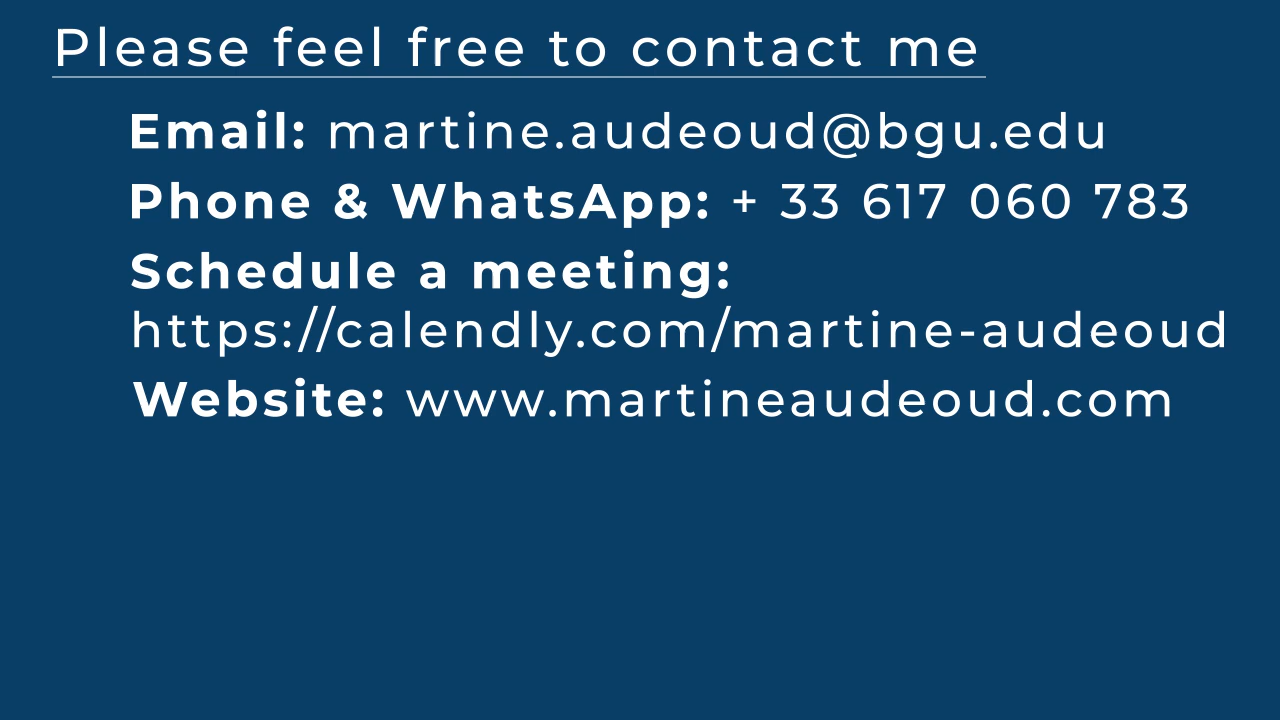 Please feel free to contact me
Email: martine.audeoud@bgu.edu
Phone & WhatsApp: + 33 617 060 783
Schedule a meeting:
https://calendly.com/martine-audeoud
Website: www.martineaudeoud.com